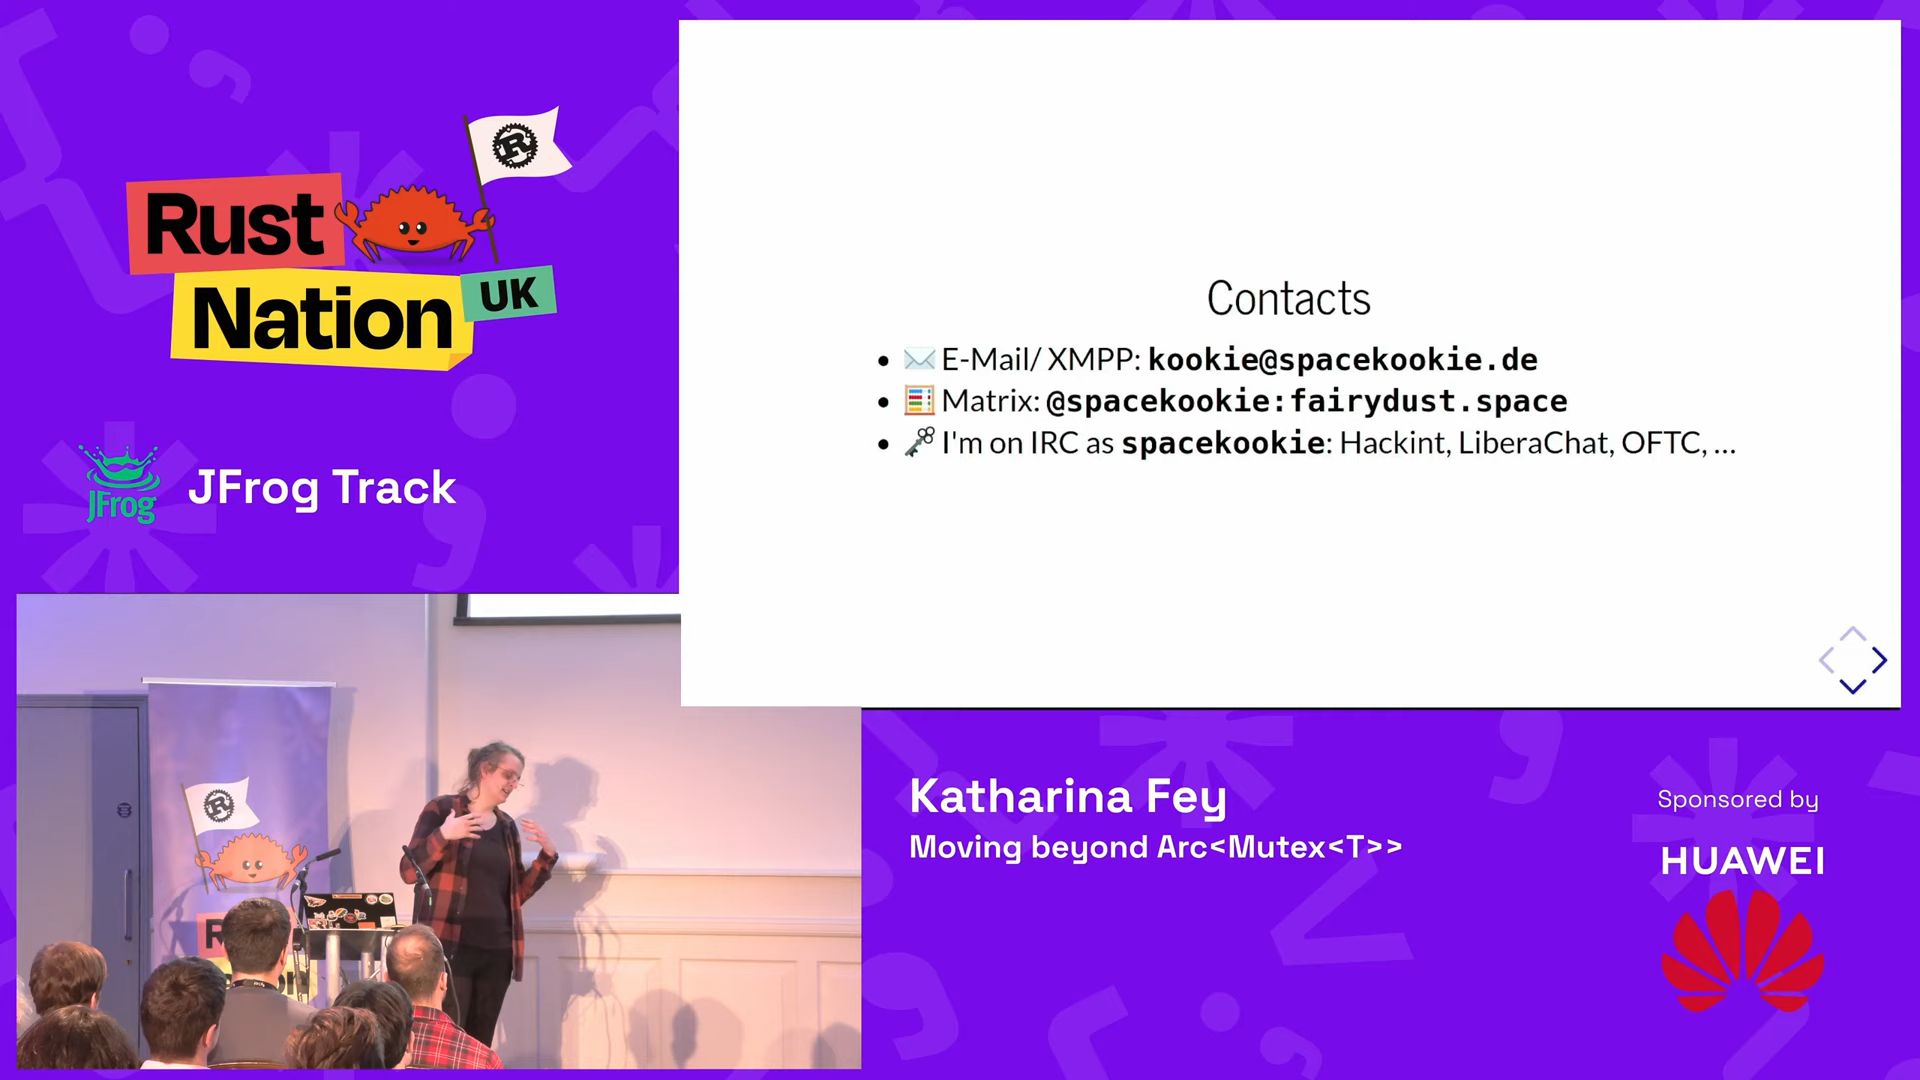 Rust
Nation
UK
JFrog
JFrog Track
Contacts
• ✉️ E-Mail/ XMPP: kookie@spacekookie.de
• 🧮 Matrix: @spacekookie:fairydust.space
• 🗝️ I'm on IRC as spacekookie: Hackint, LiberaChat, OFTC, ...
Katharina Fey
Moving beyond Arc<Mutex<T>>
Sponsored by
HUAWEI